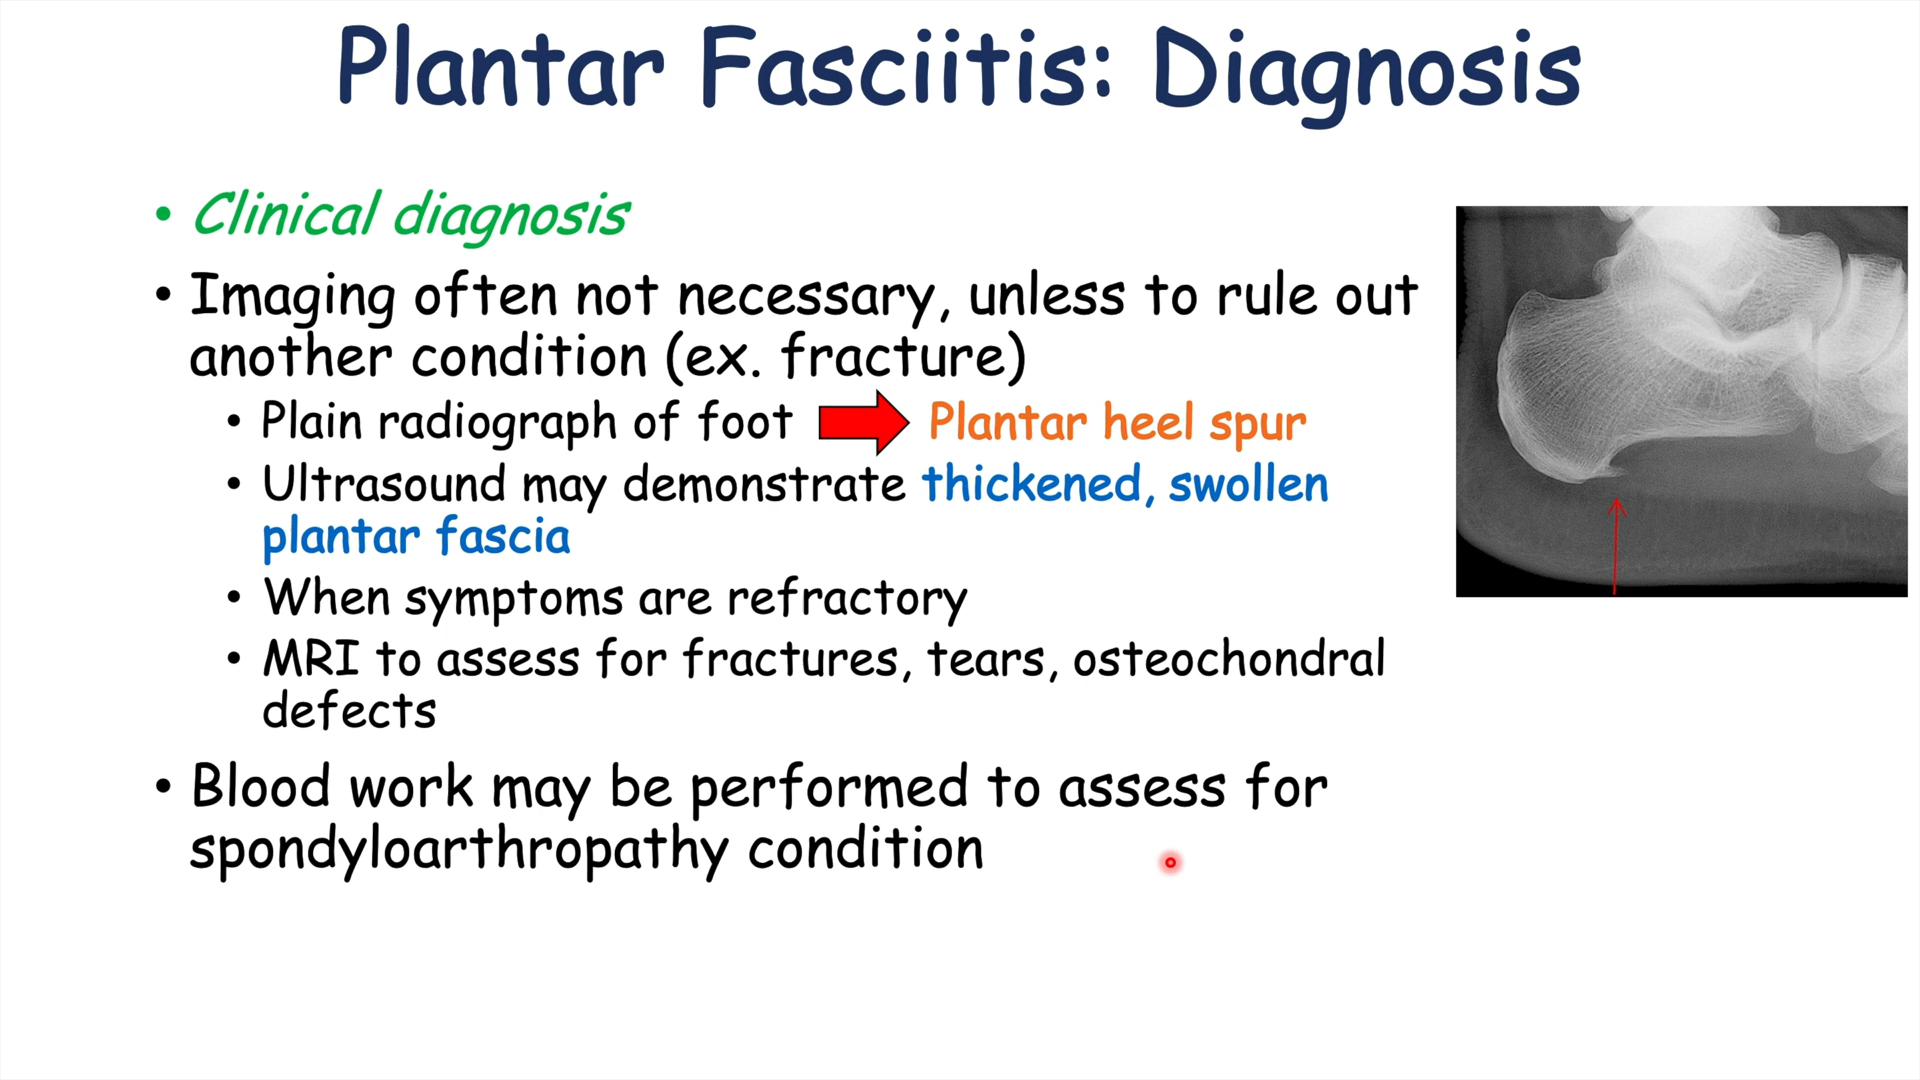 Plantar Fasciitis: Diagnosis
• Clinical diagnosis
• Imaging often not necessary, unless to rule out
another condition (ex. fracture)
• Plain radiograph of foot Plantar heel spur
• Ultrasound may demonstrate thickened, swollen
plantar fascia
• When symptoms are refractory
• MRI to assess for fractures, tears, osteochondral
defects
• Blood work may be performed to assess for
spondyloarthropathy condition